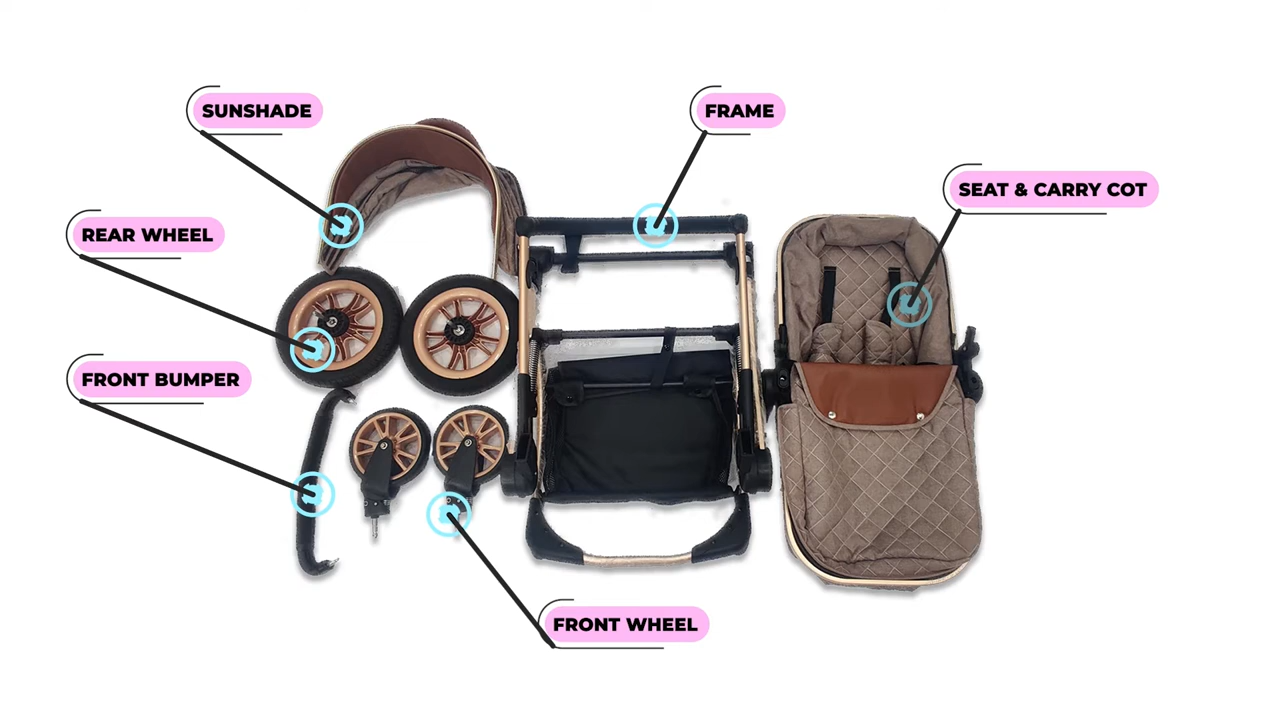 SUNSHADE
FRAME
SEAT & CARRY COT
REAR WHEEL
FRONT BUMPER
FRONT WHEEL